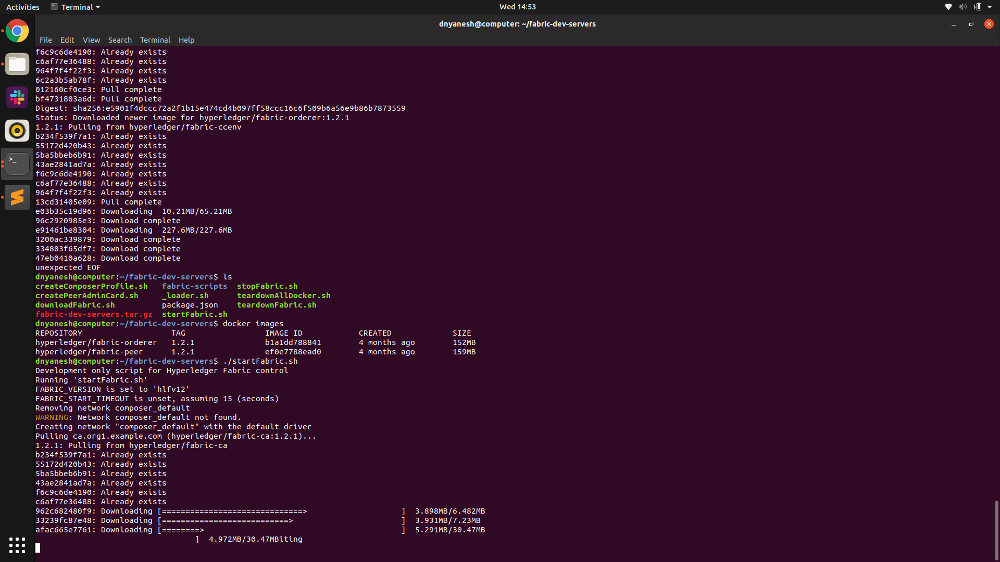 Activities Terminal Wed 14:53
dnyanesh@computer: ~/fabric-dev-servers
File Edit View Search Terminal Help
f6c9c6de4190: Already exists
c6af77e36488: Already exists
964f7f4f22f3: Already exists
6c2a3b5ab78f: Already exists
012160cf0ce3: Pull complete
bf4731803a6d: Pull complete
Digest: sha256:e5901f4dccc72a2f1b15e474cd4b097ff58ccc16c6f509b6a56e9b86b7873559
Status: Downloaded newer image for hyperledger/fabric-orderer:1.2.1
1.2.1: Pulling from hyperledger/fabric-ccenv
b234f539f7a1: Already exists
55172d420b43: Already exists
5ba5bbeb6b91: Already exists
43ae2841ad7a: Already exists
f6c9c6de4190: Already exists
c6af77e36488: Already exists
964f7f4f22f3: Already exists
13cd31405e09: Pull complete
e03b35c19d96: Downloading  10.21MB/65.21MB
96c2920985e3: Download complete
e91461be8304: Downloading  227.6MB/227.6MB
3200ac339879: Download complete
334803f65df7: Download complete
47eb0410a628: Download complete
unexpected EOF
dnyanesh@computer:~/fabric-dev-servers$ ls
createComposerProfile.sh   fabric-scripts  stopFabric.sh
createPeerAdminCard.sh     _loader.sh      teardownAllDocker.sh
downloadFabric.sh          package.json    teardownFabric.sh
fabric-dev-servers.tar.gz  startFabric.sh
dnyanesh@computer:~/fabric-dev-servers$ docker images
REPOSITORY                   TAG                 IMAGE ID            CREATED             SIZE
hyperledger/fabric-orderer   1.2.1               b1a1dd788841        4 months ago        152MB
hyperledger/fabric-peer      1.2.1               ef0e7788ead0        4 months ago        159MB
dnyanesh@computer:~/fabric-dev-servers$ ./startFabric.sh
Development only script for Hyperledger Fabric control
Running 'startFabric.sh'
FABRIC_VERSION is set to 'hlfv12'
FABRIC_START_TIMEOUT is unset, assuming 15 (seconds)
Removing network composer_default
WARNING: Network composer_default not found.
Creating network "composer_default" with the default driver
Pulling ca.org1.example.com (hyperledger/fabric-ca:1.2.1)...
1.2.1: Pulling from hyperledger/fabric-ca
b234f539f7a1: Already exists
55172d420b43: Already exists
5ba5bbeb6b91: Already exists
43ae2841ad7a: Already exists
f6c9c6de4190: Already exists
c6af77e36488: Already exists
962c682480f9: Downloading [==============================>                    ]  3.898MB/6.482MB
33239fc87e48: Downloading [===========================>                       ]  3.931MB/7.23MB
afac665e7761: Downloading [========>                                          ]  5.291MB/30.47MB
]  4.972MB/30.47MBiting